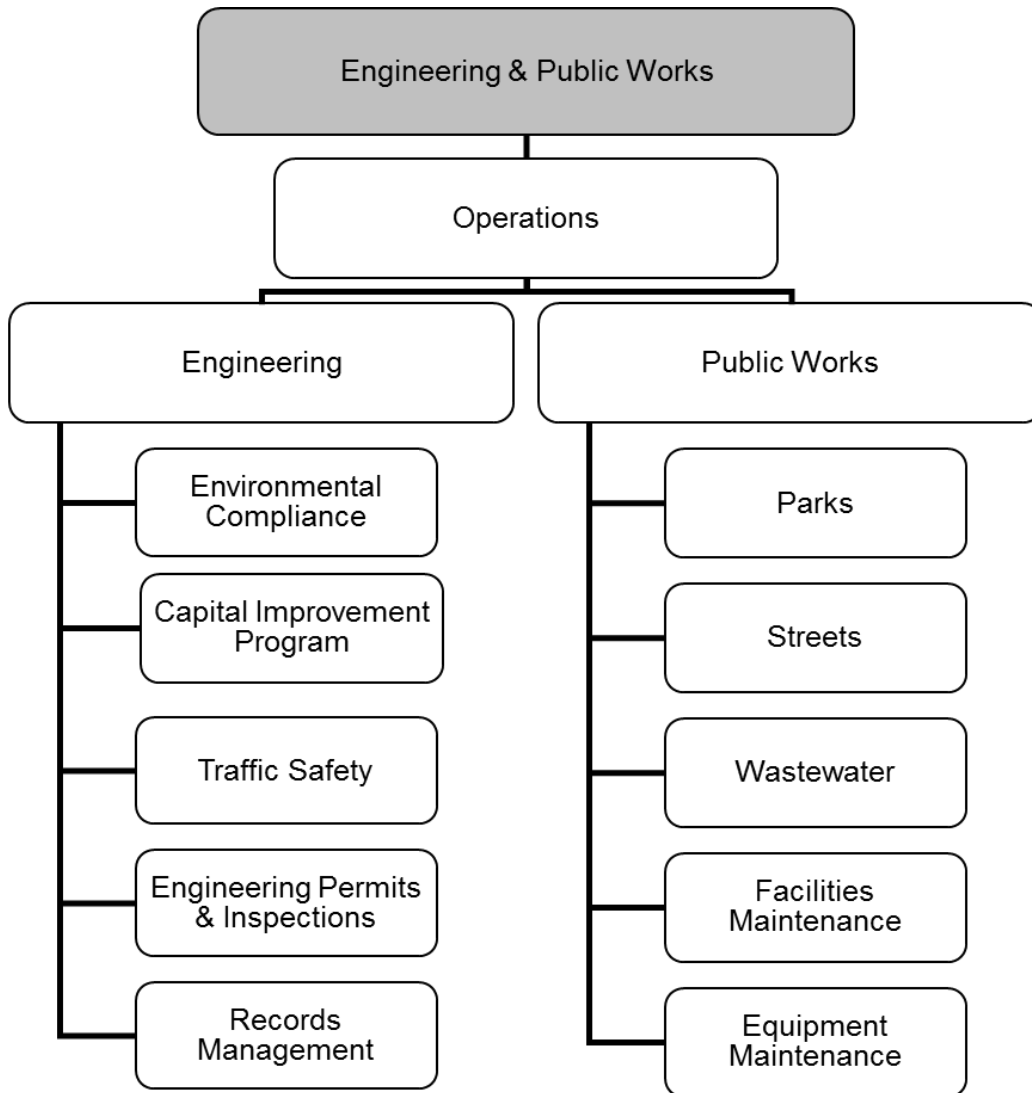 Engineering & Public Works
Operations
Engineering
Public Works
Environmental
Compliance
Capital Improvement
Program
Traffic Safety
Engineering Permits
& Inspections
Records
Management
Parks
Streets
Wastewater
Facilities
Maintenance
Equipment
Maintenance